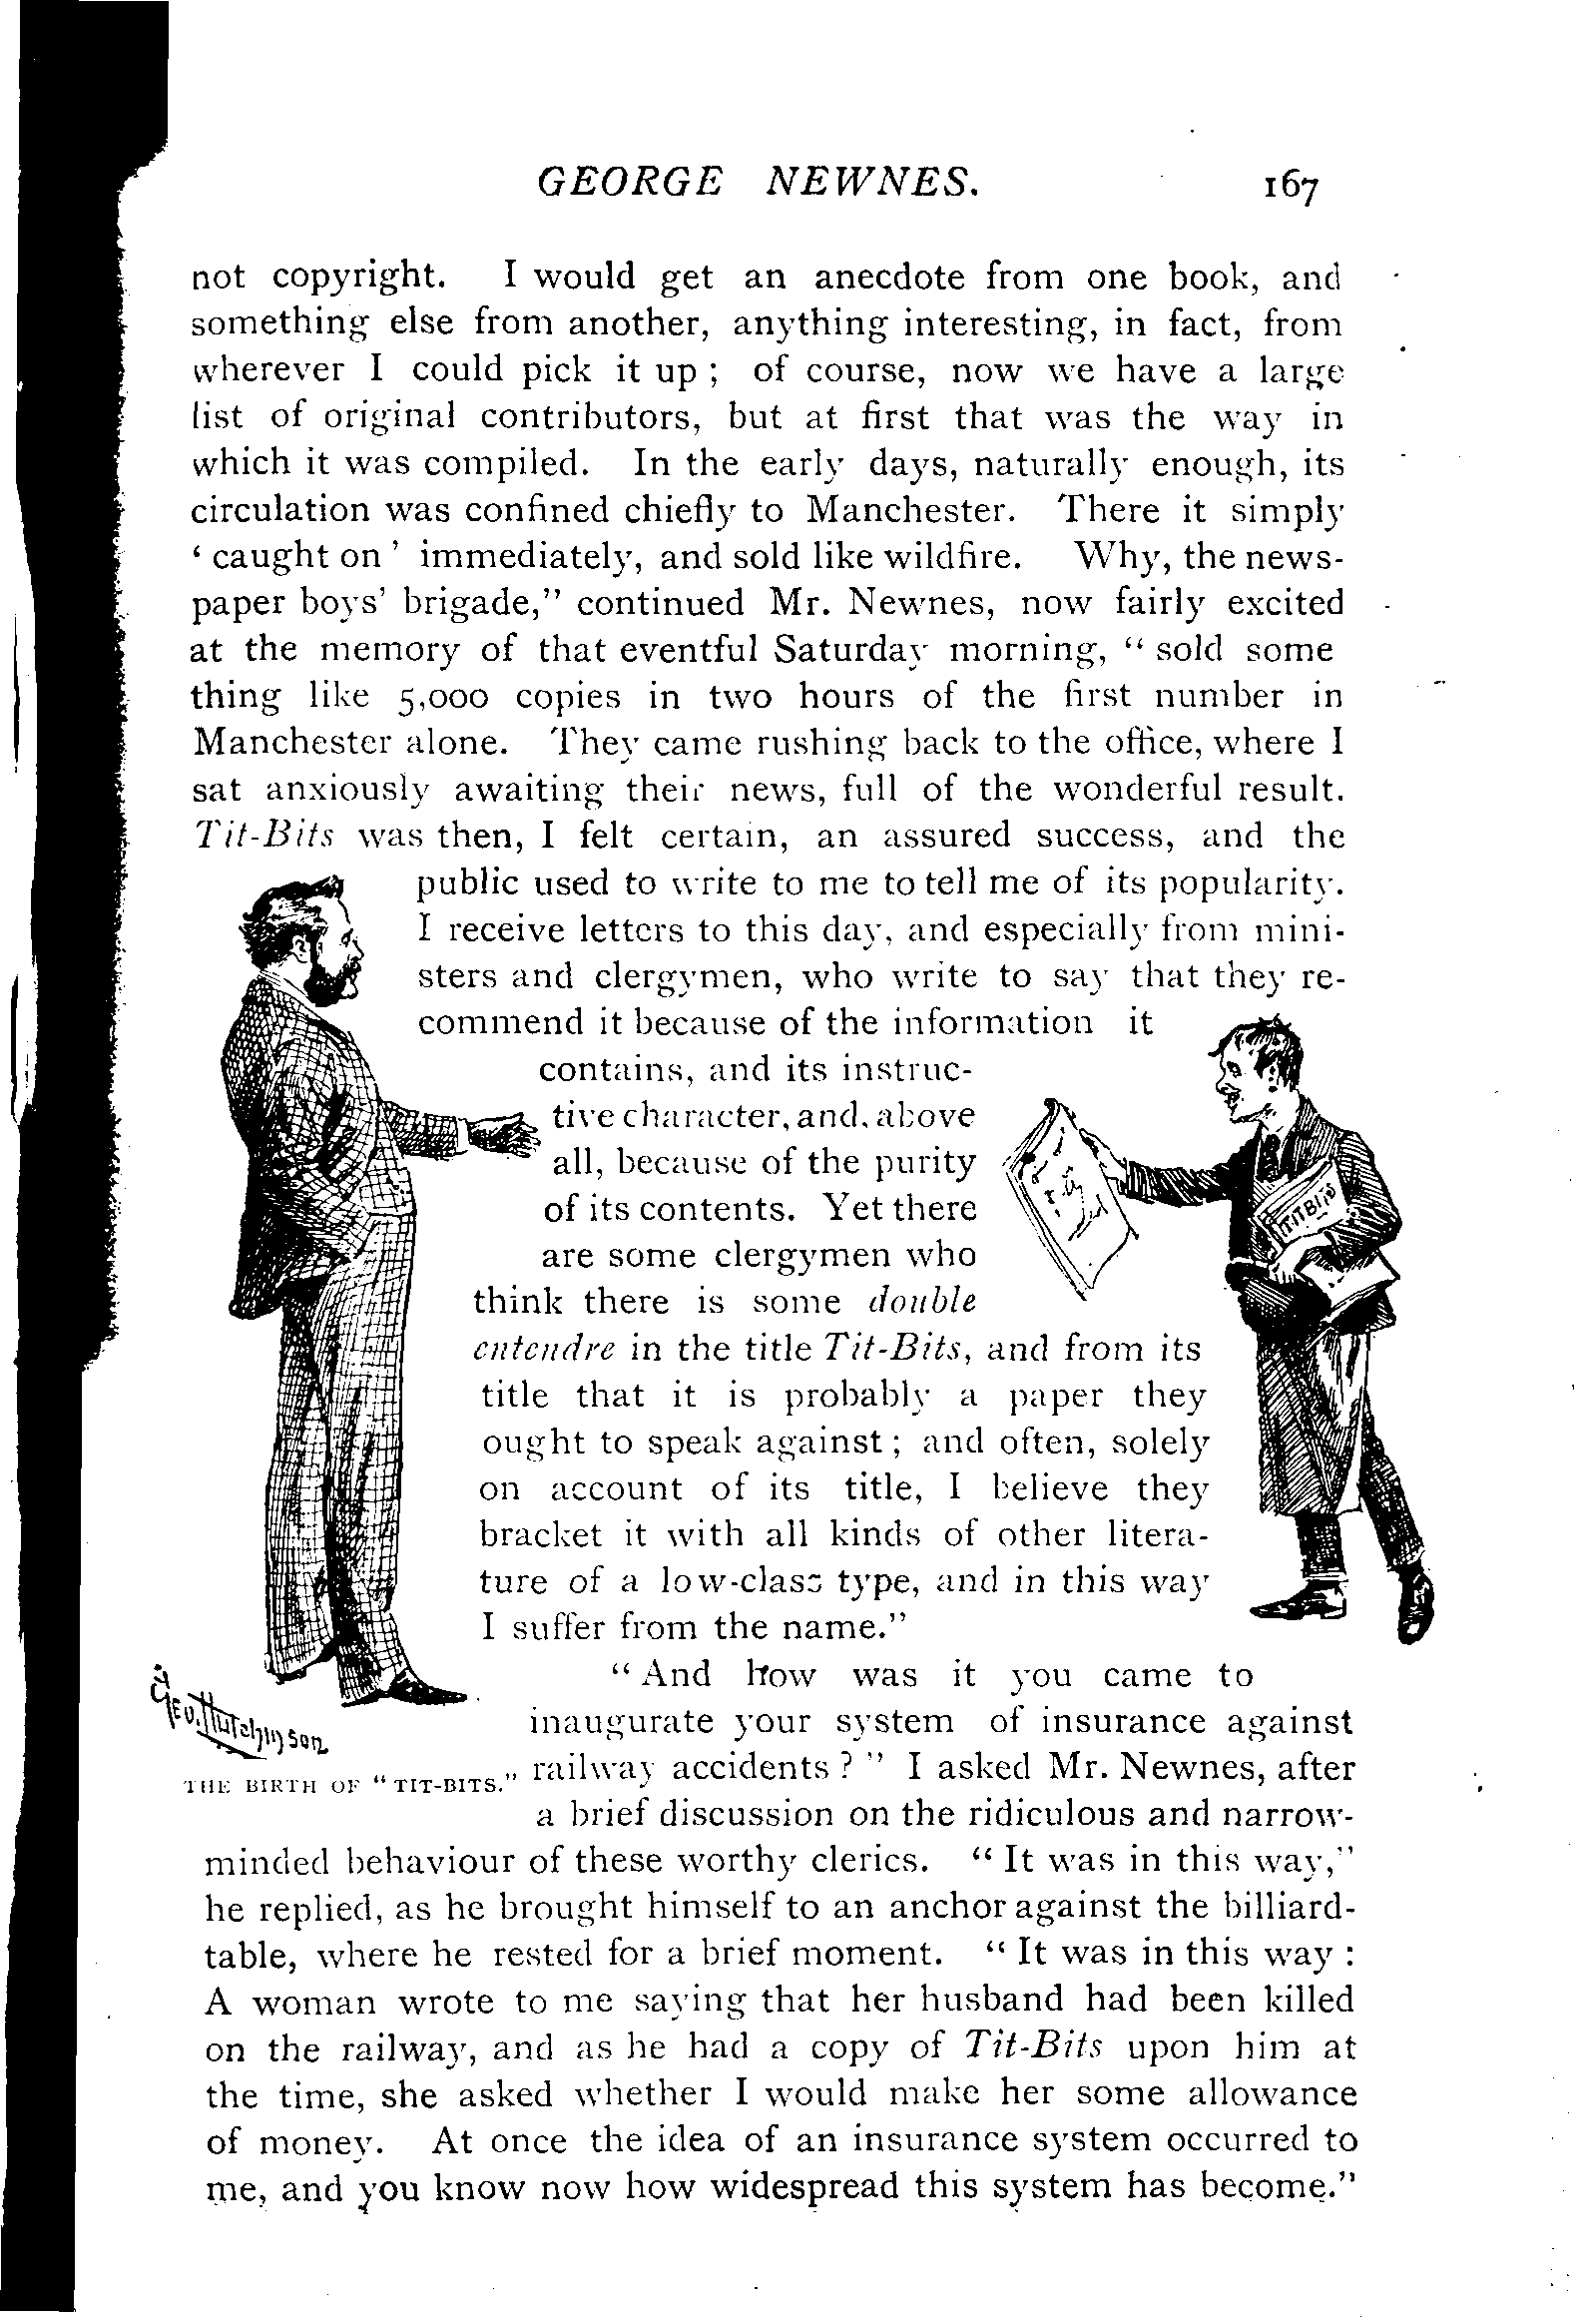 GEORGE NEWNES. 167
not copyright. I would get an anecdote from one book, and
something else from another, anything interesting, in fact, from
wherever I could pick it up ; of course, now we have a large
list of original contributors, but at first that was the way in
which it was compiled. In the early days, naturally enough, its
circulation was confined chiefly to Manchester. There it simply
‘ caught on ’ immediately, and sold like wildfire. Why, the news-
paper boys’ brigade,” continued Mr. Newnes, now fairly excited
at the memory of that eventful Saturday morning, “ sold some
thing like 5,000 copies in two hours of the first number in
Manchester alone. They came rushing back to the office, where I
sat anxiously awaiting their news, full of the wonderful result.
Tit-Bits was then, I felt certain, an assured success, and the
public used to write to me to tell me of its popularity.
I receive letters to this day, and especially from mini-
sters and clergymen, who write to say that they re-
commend it because of the information it
contains, and its instruc-
tive character, and, above
all, because of the purity
of its contents. Yet there
are some clergymen who
think there is some double
entendre in the title Tit-Bits, and from its
title that it is probably a paper they
ought to speak against ; and often, solely
on account of its title, I believe they
bracket it with all kinds of other litera-
ture of a low-class type, and in this way
I suffer from the name.”
TITBITS
Geo. Hutchinson
THE BIRTH OF “TIT-BITS.”
“ And how was it you came to
inaugurate your system of insurance against
railway accidents ? ” I asked Mr. Newnes, after
a brief discussion on the ridiculous and narrow-
minded behaviour of these worthy clerics. “ It was in this way,”
he replied, as he brought himself to an anchor against the billiard-
table, where he rested for a brief moment. “ It was in this way :
A woman wrote to me saying that her husband had been killed
on the railway, and as he had a copy of Tit-Bits upon him at
the time, she asked whether I would make her some allowance
of money. At once the idea of an insurance system occurred to
me, and you know now how widespread this system has become.”